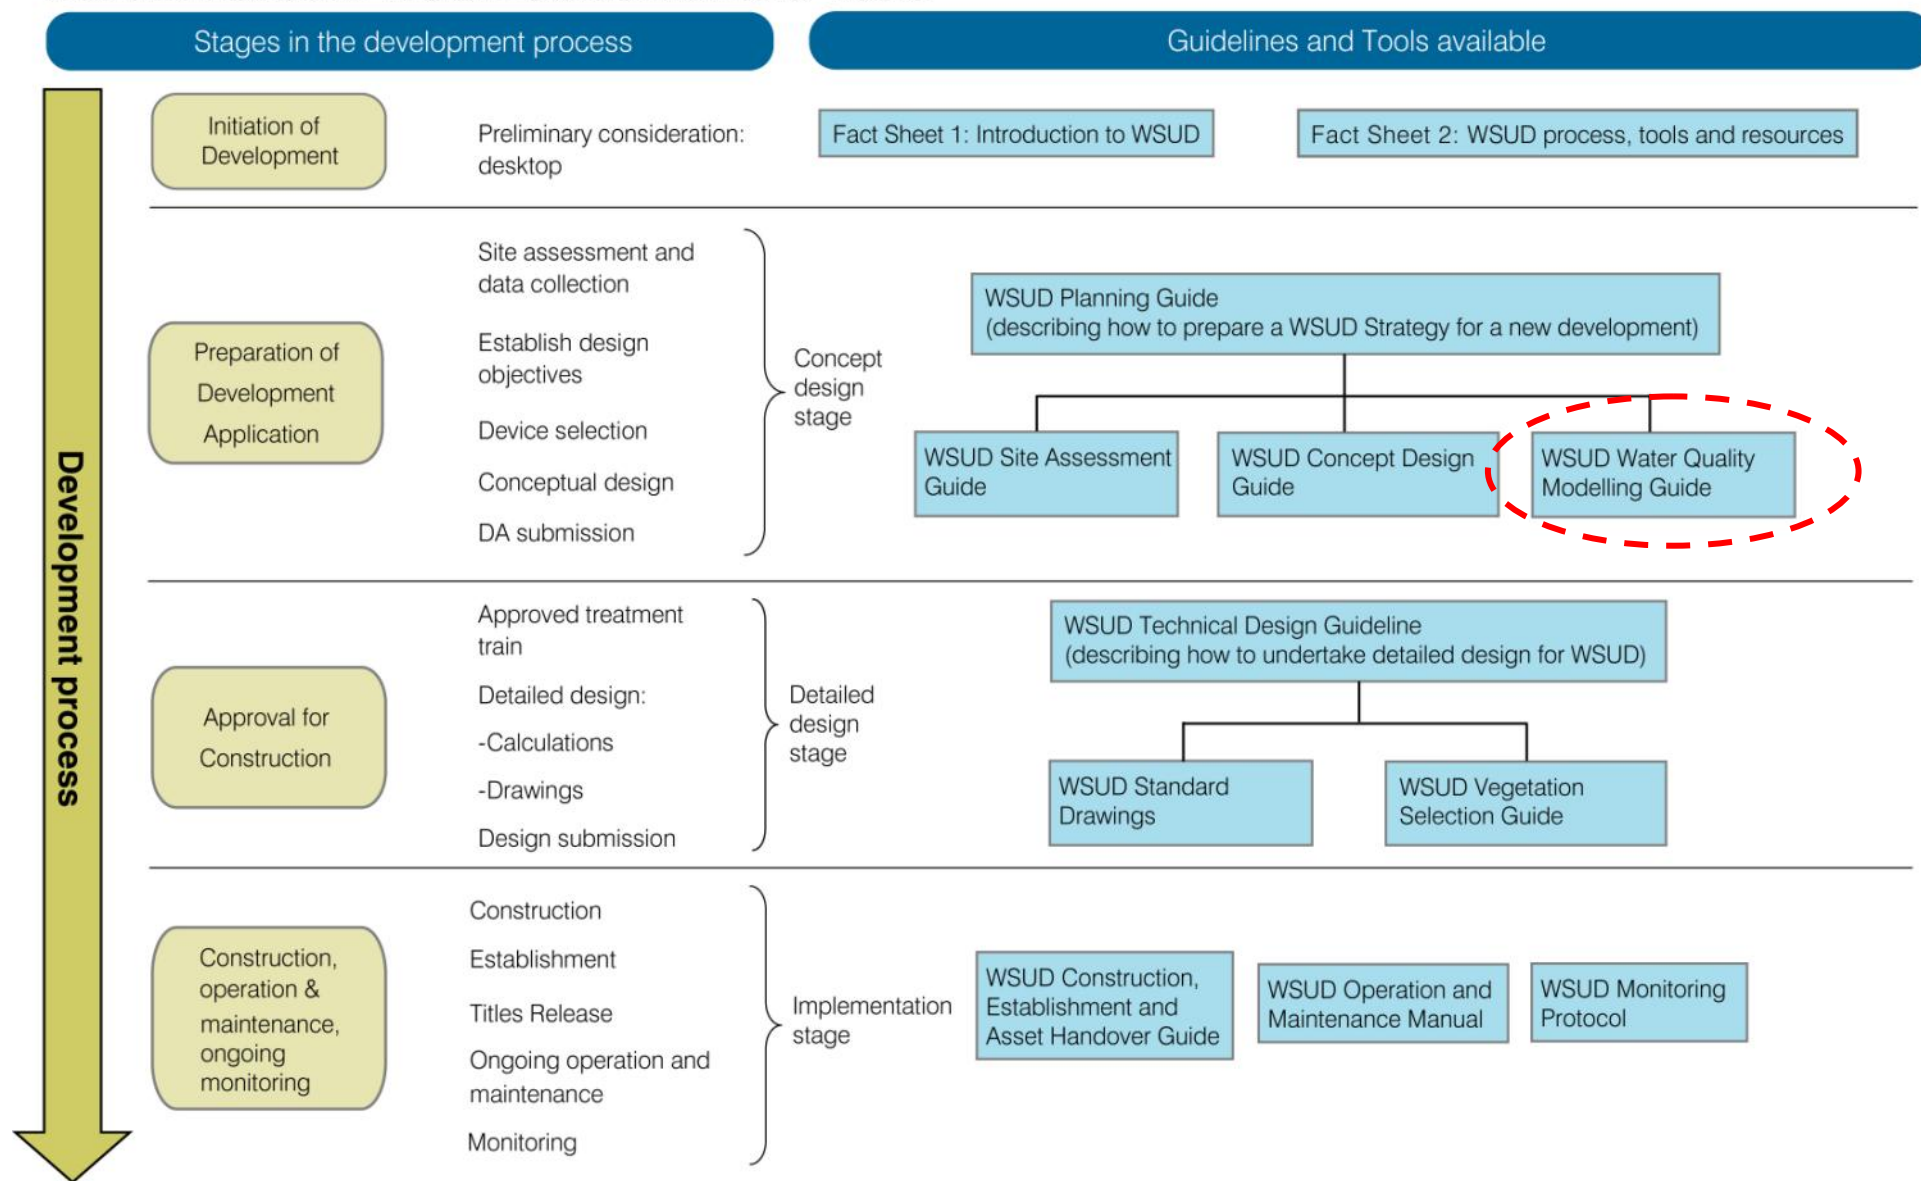 Stages in the development process
Guidelines and Tools available
Development process
Initiation of
Development
Preliminary consideration:
desktop
Fact Sheet 1: Introduction to WSUD
Fact Sheet 2: WSUD process, tools and resources
Preparation of
Development
Application
Site assessment and
data collection
Establish design
objectives
Device selection
Conceptual design
DA submission
Concept
design
stage
WSUD Planning Guide
(describing how to prepare a WSUD Strategy for a new development)
WSUD Site Assessment
Guide
WSUD Concept Design
Guide
WSUD Water Quality
Modelling Guide
Approval for
Construction
Approved treatment
train
Detailed design:
-Calculations
-Drawings
Design submission
Detailed
design
stage
WSUD Technical Design Guideline
(describing how to undertake detailed design for WSUD)
WSUD Standard
Drawings
WSUD Vegetation
Selection Guide
Construction,
operation &
maintenance,
ongoing
monitoring
Construction
Establishment
Titles Release
Ongoing operation and
maintenance
Monitoring
Implementation
stage
WSUD Construction,
Establishment and
Asset Handover Guide
WSUD Operation and
Maintenance Manual
WSUD Monitoring
Protocol